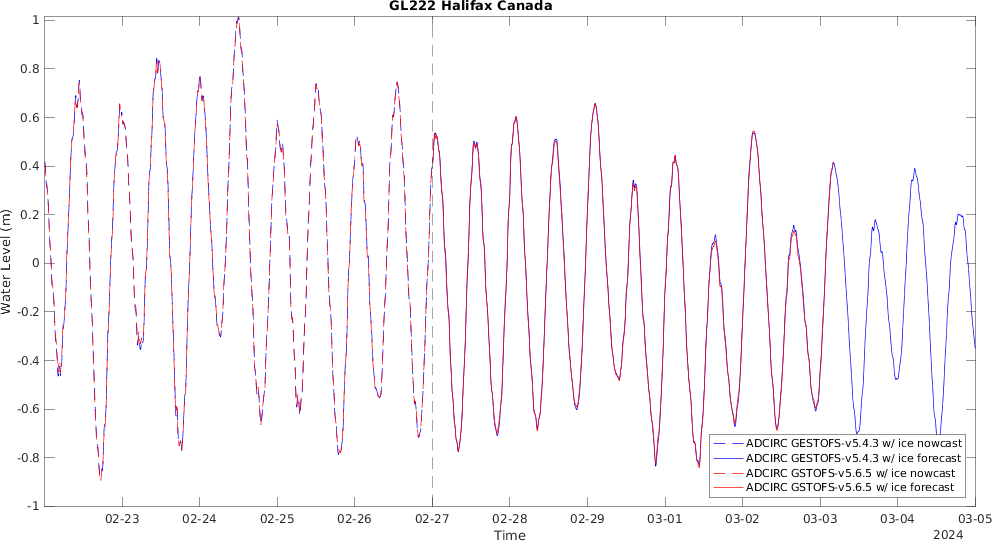 GL222 Halifax Canada
1
0.8
0.6
0.4
0.2
0
-0.2
-0.4
-0.6
-0.8
-1
Water Level (m)
ADCIRC GESTOFS-v5.4.3 w/ ice nowcast
ADCIRC GESTOFS-v5.4.3 w/ ice forecast
ADCIRC GSTOFS-v5.6.5 w/ ice nowcast
ADCIRC GSTOFS-v5.6.5 w/ ice forecast
02-23 02-24 02-25 02-26 02-27 02-28 02-29 03-01 03-02 03-03 03-04 03-05
Time
2024